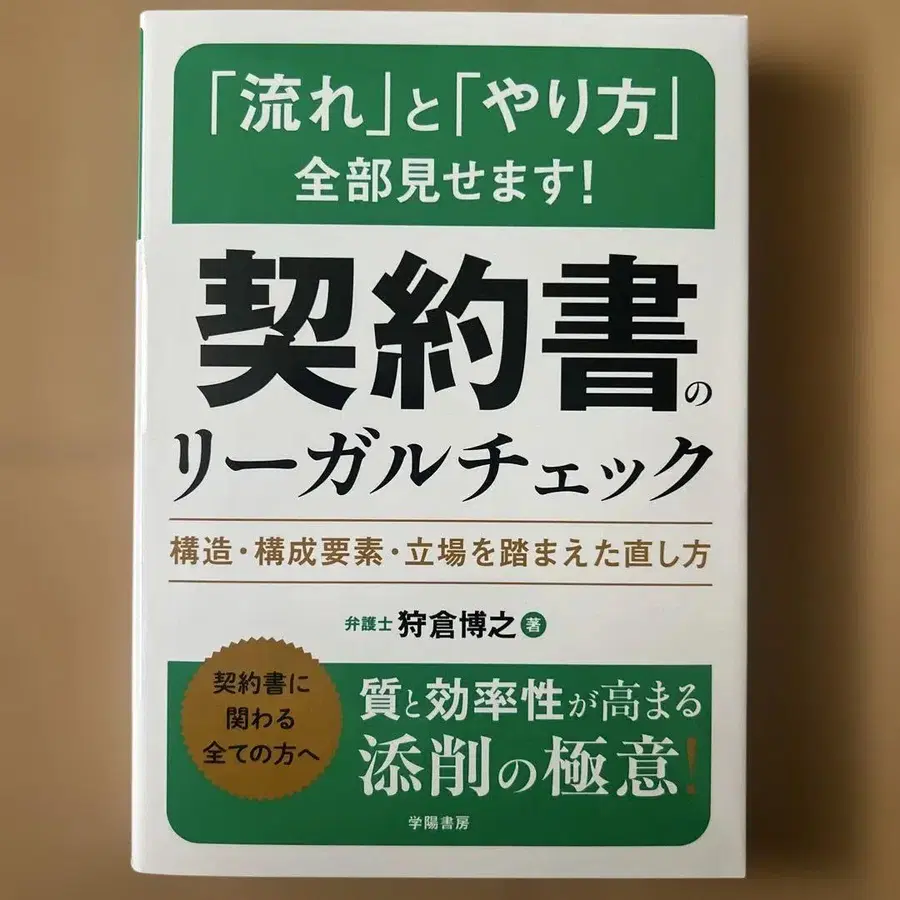 「流れ」と「やり方」
全部見せます!
契約書の
リーガルチェック
構造・構成要素・立場を踏まえた直し方
弁護士 狩倉博之 著
契約書に
関わる
全ての方へ
質と効率性が高まる
添削の極意!
学陽書房